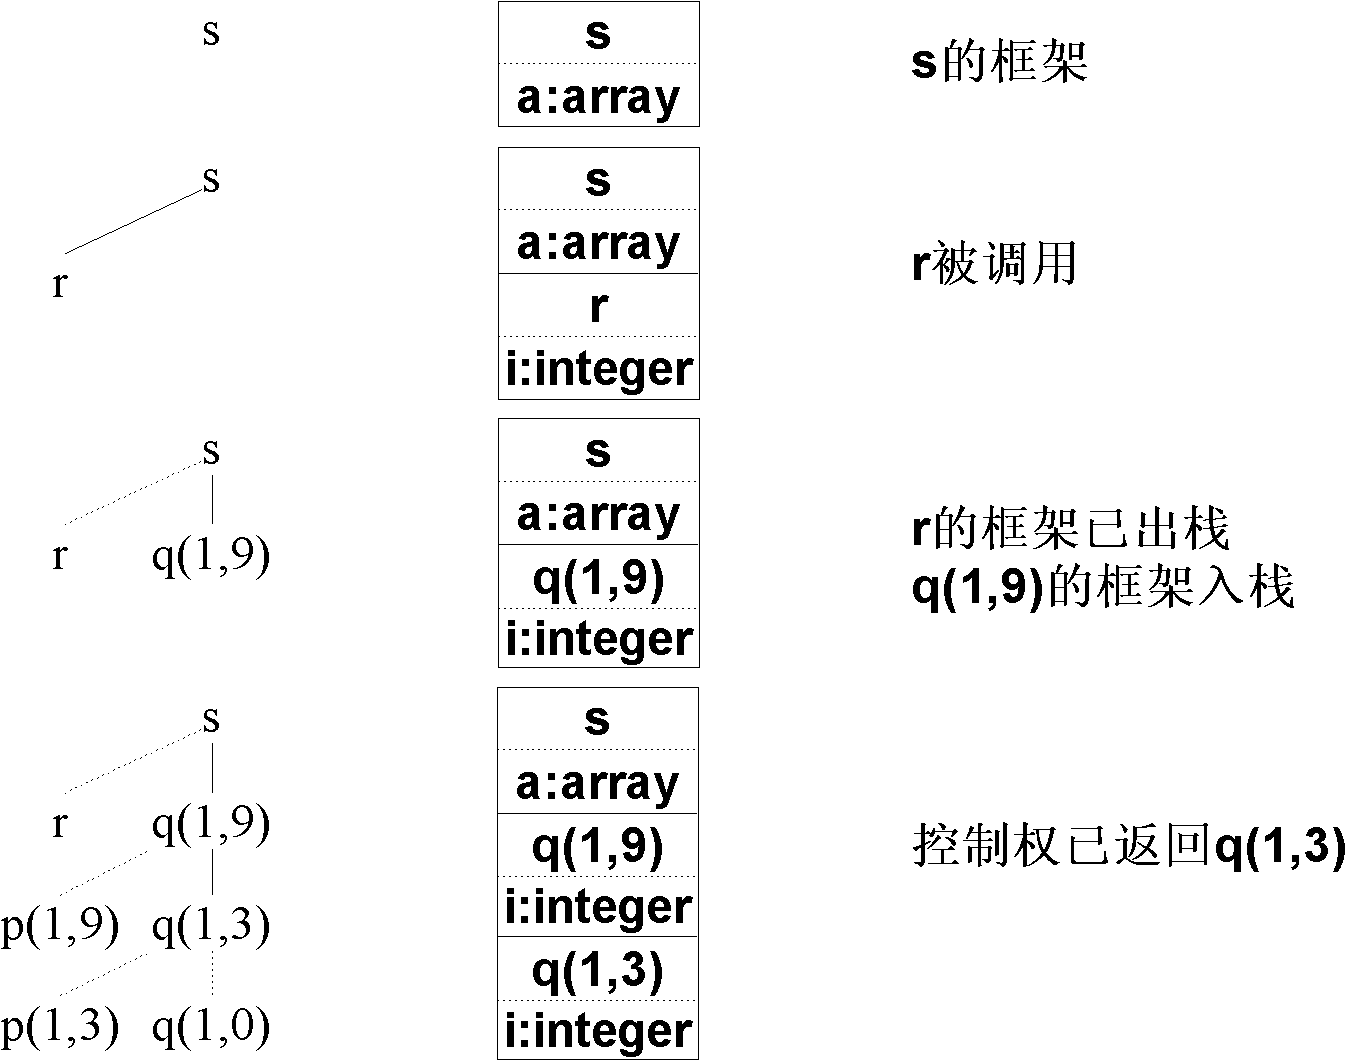 s
s
a:array
s的框架
s
r
s
a:array
r
i:integer
r被调用
s
r q(1,9)
s
a:array
q(1,9)
i:integer
r的框架已出栈
q(1,9)的框架入栈
s
r q(1,9)
p(1,9) q(1,3)
p(1,3) q(1,0)
s
a:array
q(1,9)
i:integer
q(1,3)
i:integer
控制权已返回q(1,3)